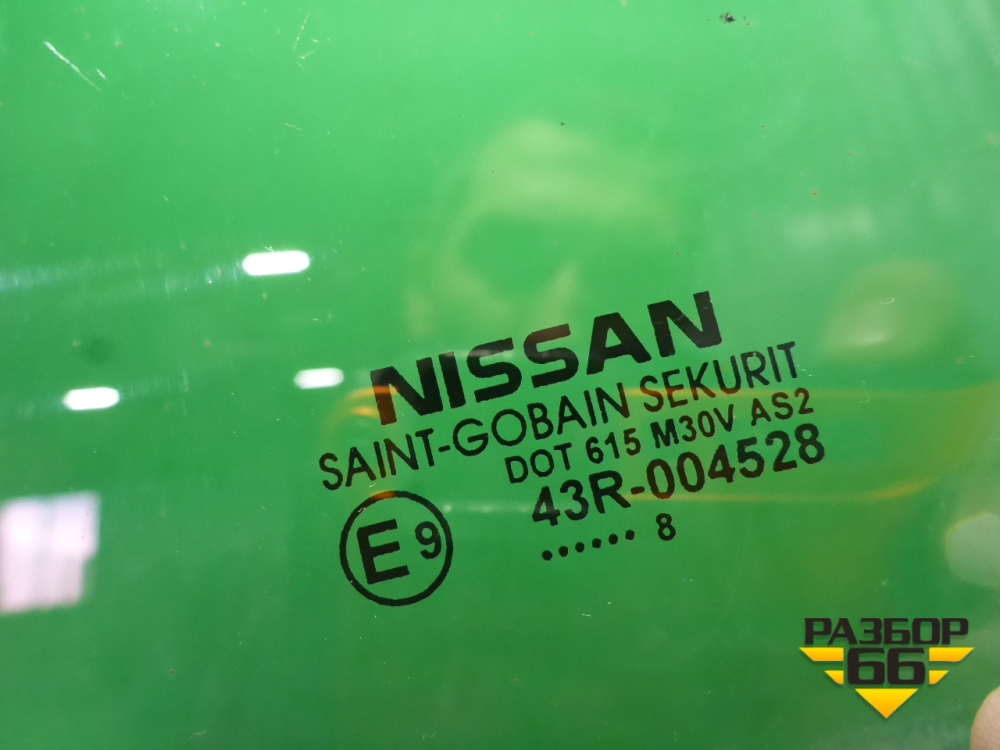 NISSAN
SAINT-GOBAIN SEKURIT
DOT 615 M30V AS2
43R-004528
E9
...... 8
РАЗБОР
66